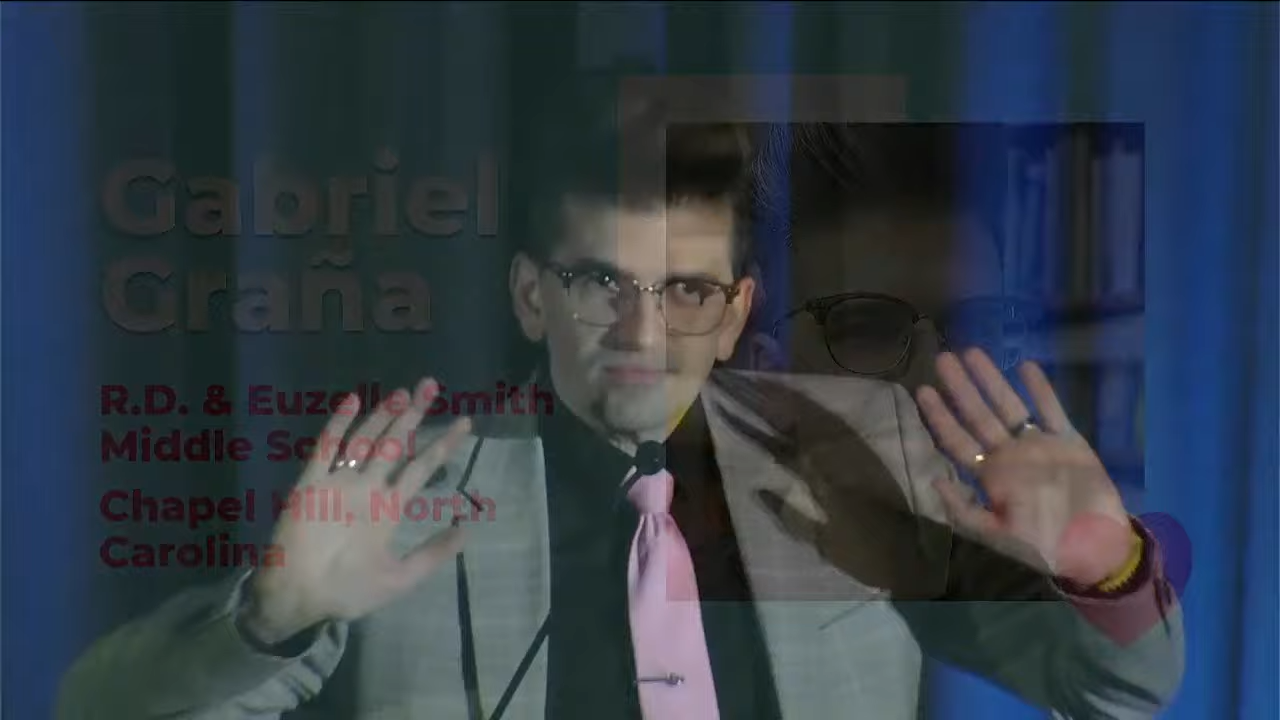 Gabriel
Graña
R.D. & Euzelle Smith
Middle School
Chapel Hill, North
Carolina